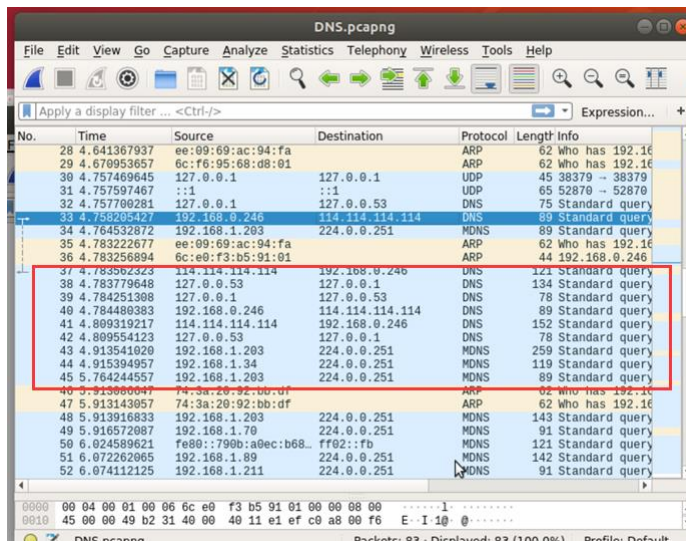 DNS.pcapng
File Edit View Go Capture Analyze Statistics Telephony Wireless Tools Help
Apply a display filter ... <Ctrl-/> Expression... +
No. Time Source Destination Protocol Length Info
28 4.641367937 ee:09:69:ac:94:fa ARP 62 Who has 192.16
29 4.670953657 6c:f6:95:68:d8:01 ARP 62 Who has 192.16
30 4.757469645 127.0.0.1 127.0.0.1 UDP 45 38379 → 38379
31 4.757597467 ::1 ::1 UDP 65 52870 → 52870
32 4.757700281 127.0.0.1 127.0.0.53 DNS 75 Standard query
33 4.758205427 192.168.0.246 114.114.114.114 DNS 89 Standard query
34 4.764532872 192.168.1.203 224.0.0.251 MDNS 89 Standard query
35 4.783222677 ee:09:69:ac:94:fa ARP 62 Who has 192.16
36 4.783256894 6c:e0:f3:b5:91:01 ARP 44 192.168.0.246
37 4.783562323 114.114.114.114 192.168.0.246 DNS 121 Standard query
38 4.783779648 127.0.0.53 127.0.0.1 DNS 134 Standard query
39 4.784251308 127.0.0.1 127.0.0.53 DNS 78 Standard query
40 4.784480383 192.168.0.246 114.114.114.114 DNS 89 Standard query
41 4.809319217 114.114.114.114 192.168.0.246 DNS 152 Standard query
42 4.809554123 127.0.0.53 127.0.0.1 DNS 78 Standard query
43 4.913541020 192.168.1.203 224.0.0.251 MDNS 259 Standard query
44 4.915394957 192.168.1.34 224.0.0.251 MDNS 119 Standard query
45 5.764244557 192.168.1.203 224.0.0.251 MDNS 89 Standard query
46 74:3a:20:92:bb:df ARP 62 Who has 192.16
47 5.913143057 74:3a:20:92:bb:df ARP 62 Who has 192.16
48 5.913916833 192.168.1.203 224.0.0.251 MDNS 143 Standard query
49 5.916572087 192.168.1.70 224.0.0.251 MDNS 91 Standard query
50 6.024589621 fe80::790b:a0ec:b68… ff02::fb MDNS 121 Standard query
51 6.072262065 192.168.1.89 224.0.0.251 MDNS 142 Standard query
52 6.074112125 192.168.1.211 224.0.0.251 MDNS 91 Standard query
0000 00 04 00 01 00 06 6c e0 f3 b5 91 01 00 00 08 00 ······l· ········
0010 45 00 00 49 b2 31 40 00 40 11 e1 ef c0 a8 00 f6 E··I·1@· @·······
DNS.pcapng Packets: 83 · Displayed: 83 (100.0%) Profile: Default